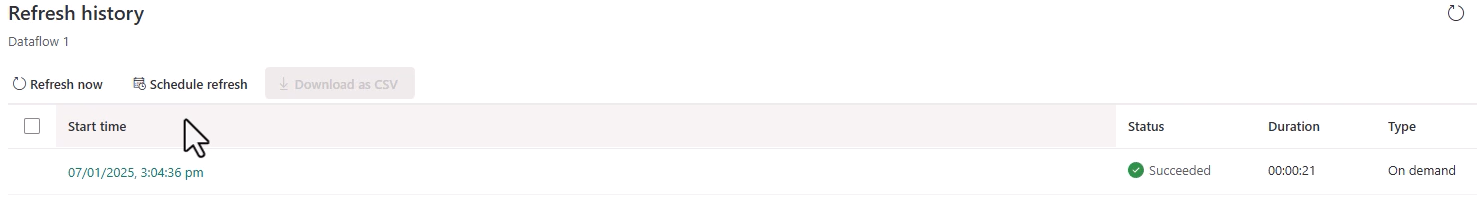 Refresh history
Dataflow 1
Refresh now Schedule refresh Download as CSV
Start time Status Duration Type
07/01/2025, 3:04:36 pm Succeeded 00:00:21 On demand